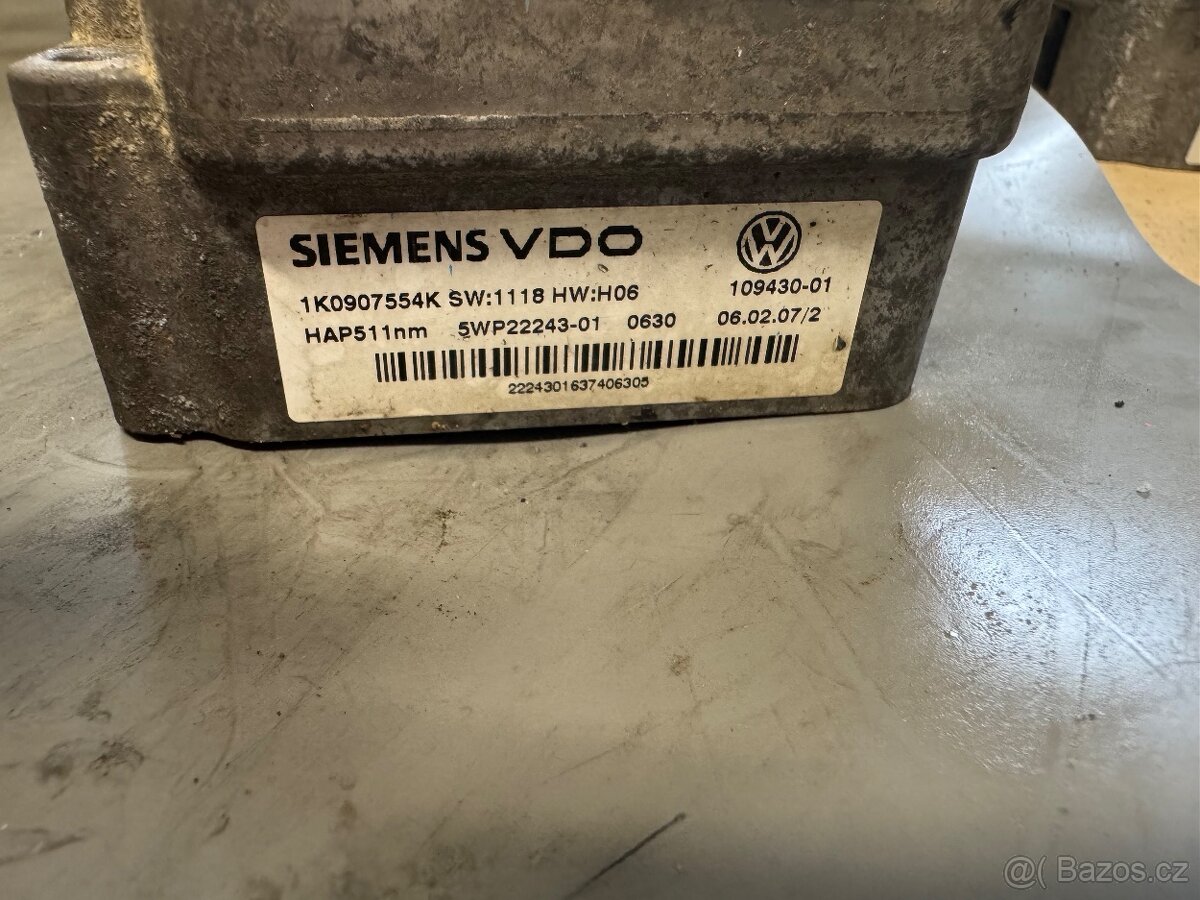 SIEMENS VDO
1K0907554K SW:1118 HW:H06 109430-01
HAP511nm 5WP22243-01 0630 06.02.07/2
2224301637406305
@( Bazos.cz